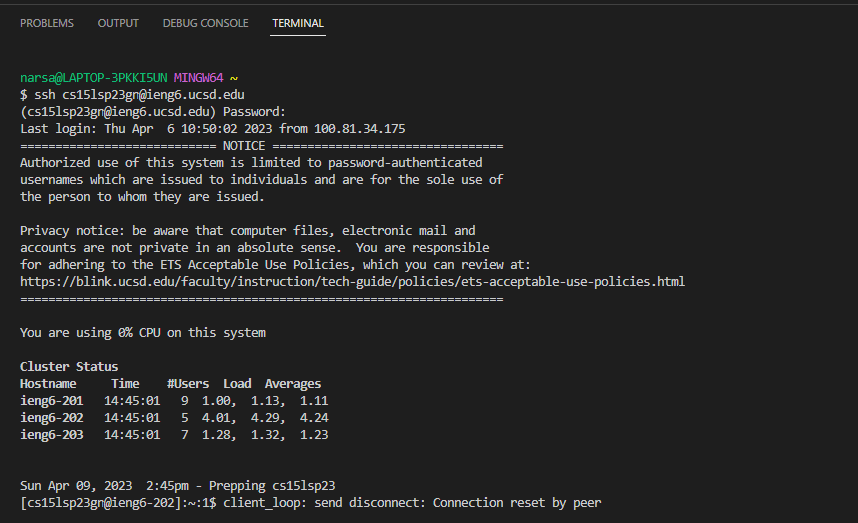 PROBLEMS OUTPUT DEBUG CONSOLE TERMINAL
narsa@LAPTOP-3PKKI5UN MINGW64 ~
$ ssh cs15lsp23gn@ieng6.ucsd.edu
(cs15lsp23gn@ieng6.ucsd.edu) Password:
Last login: Thu Apr  6 10:50:02 2023 from 100.81.34.175
============================ NOTICE =================================
Authorized use of this system is limited to password-authenticated
usernames which are issued to individuals and are for the sole use of
the person to whom they are issued.
Privacy notice: be aware that computer files, electronic mail and
accounts are not private in an absolute sense.  You are responsible
for adhering to the ETS Acceptable Use Policies, which you can review at:
https://blink.ucsd.edu/faculty/instruction/tech-guide/policies/ets-acceptable-use-policies.html
=====================================================================
You are using 0% CPU on this system
Cluster Status
Hostname     Time    #Users  Load  Averages
ieng6-201   14:45:01   9  1.00,  1.13,  1.11
ieng6-202   14:45:01   5  4.01,  4.29,  4.24
ieng6-203   14:45:01   7  1.28,  1.32,  1.23
Sun Apr 09, 2023  2:45pm - Prepping cs15lsp23
[cs15lsp23gn@ieng6-202]:~:1$ client_loop: send disconnect: Connection reset by peer